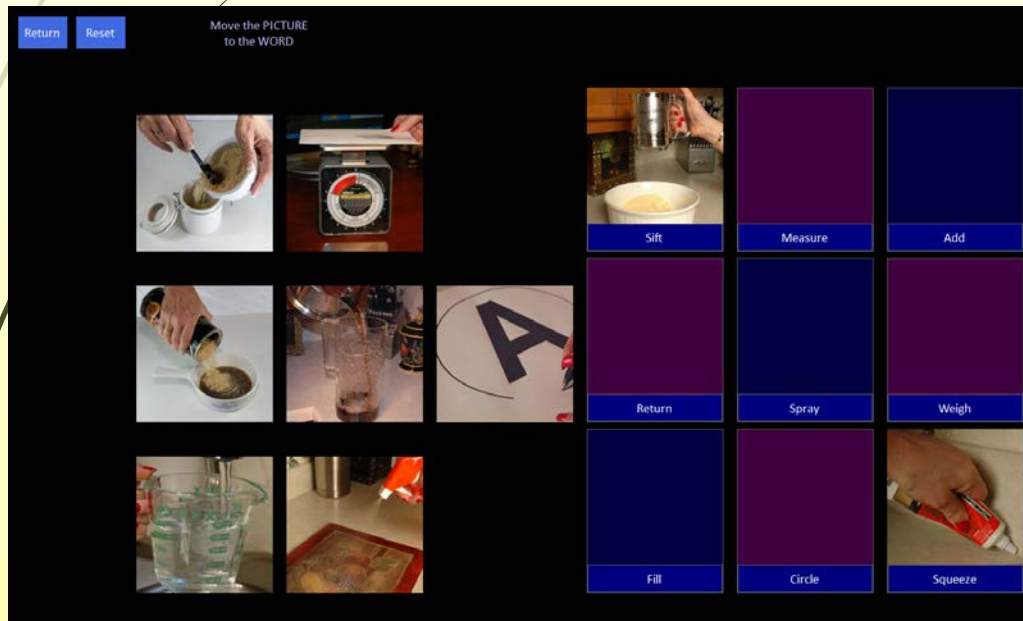 Return Reset
Move the PICTURE
to the WORD
Sift Measure Add
A
Return Spray Weigh
Fill Circle Squeeze